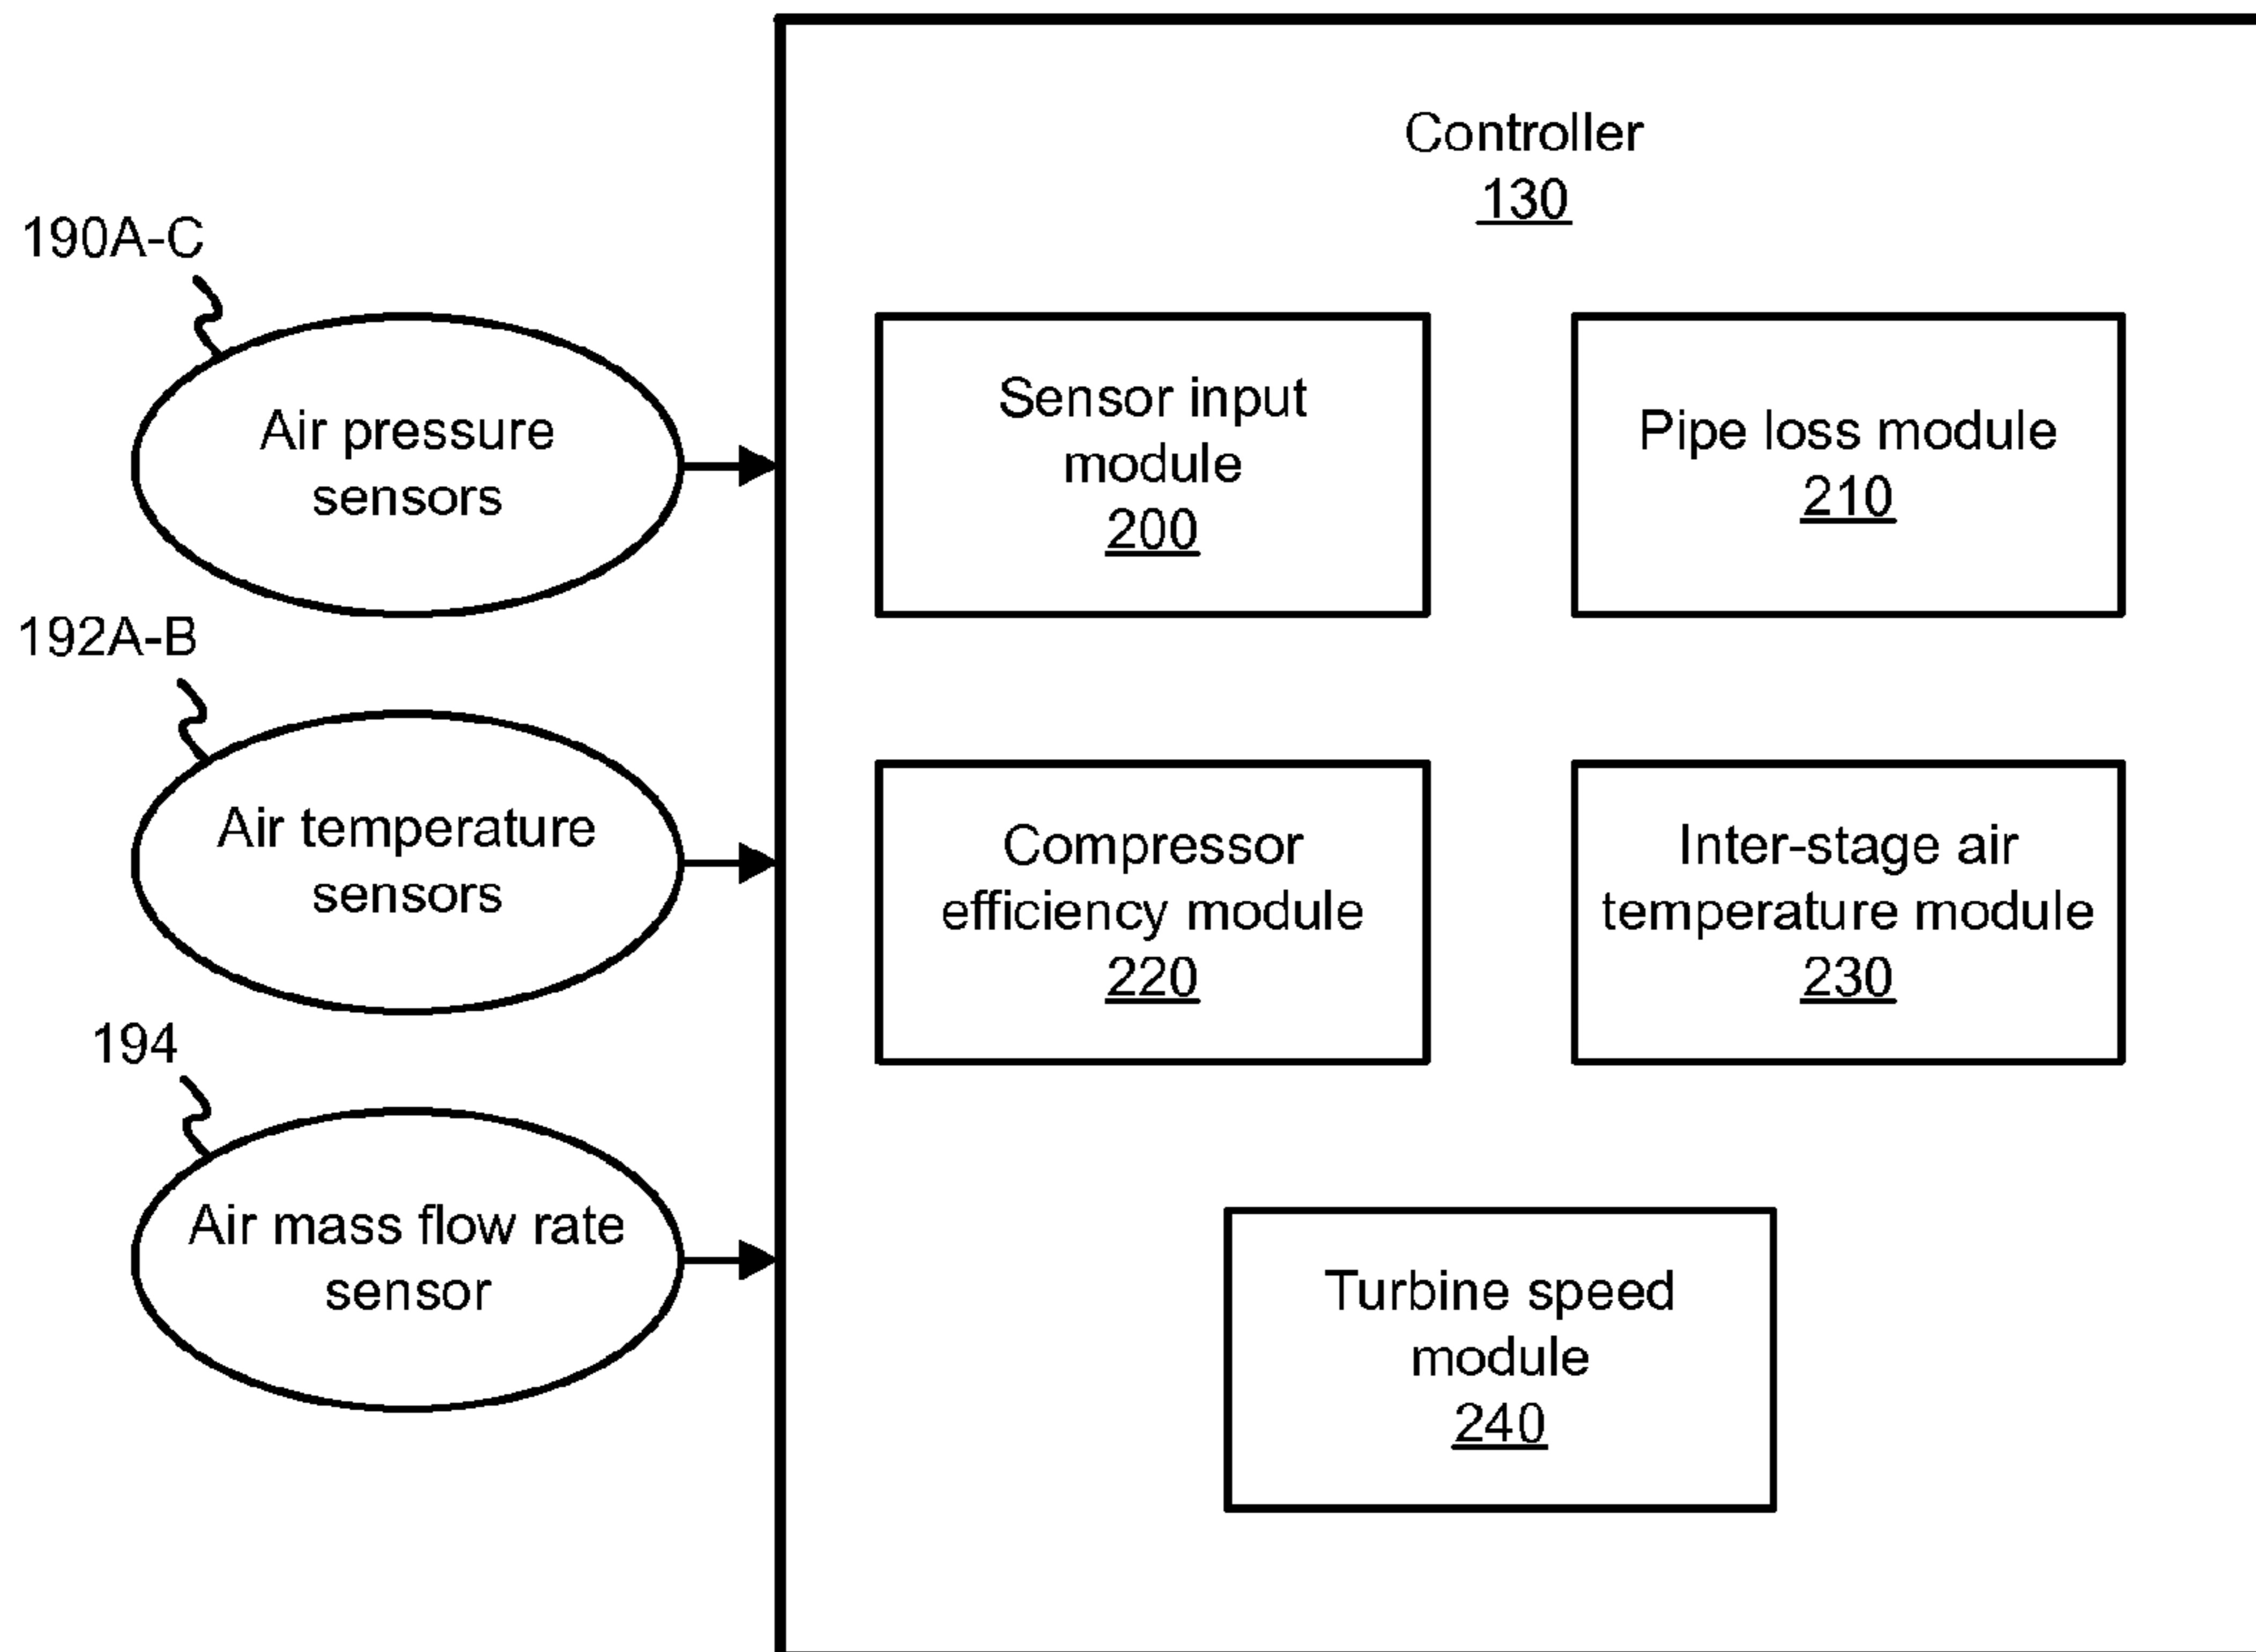 Controller
130
190A-C
Air pressure
sensors
Sensor input
module
200
Pipe loss module
210
192A-B
Air temperature
sensors
Compressor
efficiency module
220
Inter-stage air
temperature module
230
194
Air mass flow rate
sensor
Turbine speed
module
240